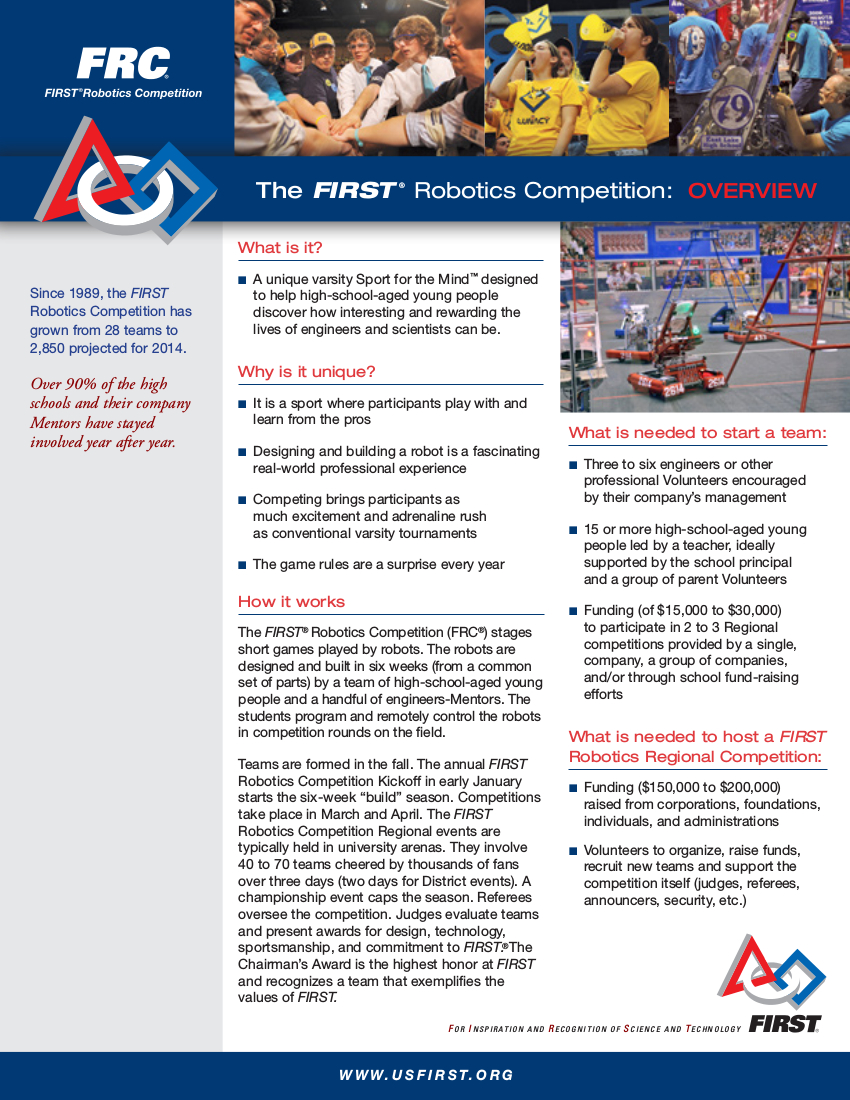 FRC®
FIRST® Robotics Competition
LUNACY
79
East Lake
High School
The FIRST® Robotics Competition: OVERVIEW
Since 1989, the FIRST
Robotics Competition has
grown from 28 teams to
2,850 projected for 2014.
Over 90% of the high
schools and their company
Mentors have stayed
involved year after year.
What is it?
■ A unique varsity Sport for the Mind™ designed
to help high-school-aged young people
discover how interesting and rewarding the
lives of engineers and scientists can be.
Why is it unique?
■ It is a sport where participants play with and
learn from the pros
■ Designing and building a robot is a fascinating
real-world professional experience
■ Competing brings participants as
much excitement and adrenaline rush
as conventional varsity tournaments
■ The game rules are a surprise every year
How it works
The FIRST® Robotics Competition (FRC®) stages
short games played by robots. The robots are
designed and built in six weeks (from a common
set of parts) by a team of high-school-aged young
people and a handful of engineers-Mentors. The
students program and remotely control the robots
in competition rounds on the field.
Teams are formed in the fall. The annual FIRST
Robotics Competition Kickoff in early January
starts the six-week “build” season. Competitions
take place in March and April. The FIRST
Robotics Competition Regional events are
typically held in university arenas. They involve
40 to 70 teams cheered by thousands of fans
over three days (two days for District events). A
championship event caps the season. Referees
oversee the competition. Judges evaluate teams
and present awards for design, technology,
sportsmanship, and commitment to FIRST.® The
Chairman’s Award is the highest honor at FIRST
and recognizes a team that exemplifies the
values of FIRST.
2614
2614
What is needed to start a team:
■ Three to six engineers or other
professional Volunteers encouraged
by their company’s management
■ 15 or more high-school-aged young
people led by a teacher, ideally
supported by the school principal
and a group of parent Volunteers
■ Funding (of $15,000 to $30,000)
to participate in 2 to 3 Regional
competitions provided by a single,
company, a group of companies,
and/or through school fund-raising
efforts
What is needed to host a FIRST
Robotics Regional Competition:
■ Funding ($150,000 to $200,000)
raised from corporations, foundations,
individuals, and administrations
■ Volunteers to organize, raise funds,
recruit new teams and support the
competition itself (judges, referees,
announcers, security, etc.)
FOR INSPIRATION AND RECOGNITION OF SCIENCE AND TECHNOLOGY
FIRST®
WWW.USFIRST.ORG